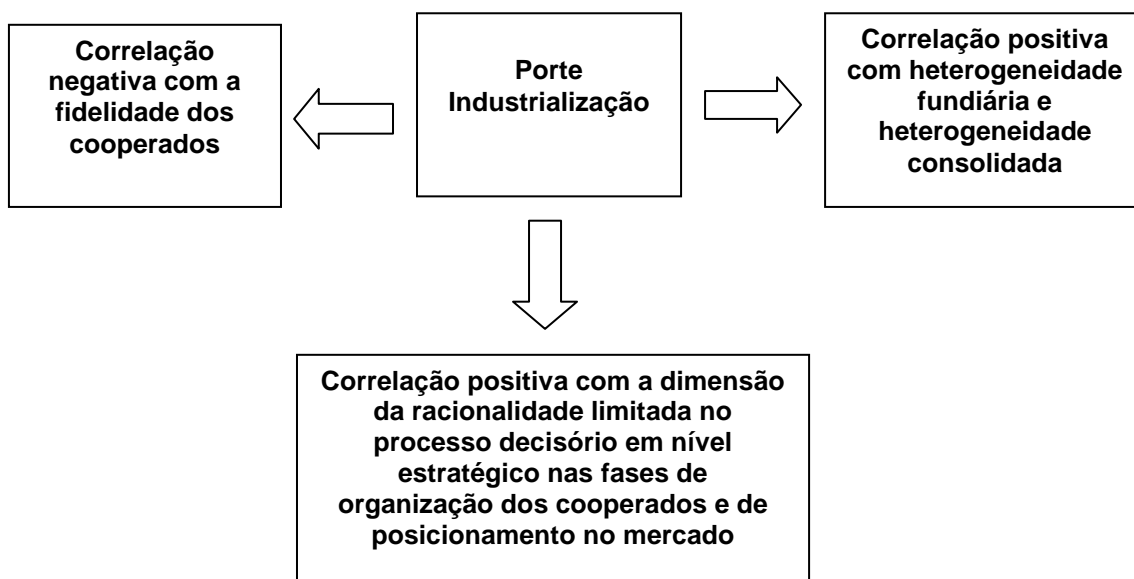 Correlação
negativa com a
fidelidade dos
cooperados
Porte
Industrialização
Correlação positiva
com heterogeneidade
fundiária e
heterogeneidade
consolidada
Correlação positiva com a dimensão
da racionalidade limitada no
processo decisório em nível
estratégico nas fases de
organização dos cooperados e de
posicionamento no mercado